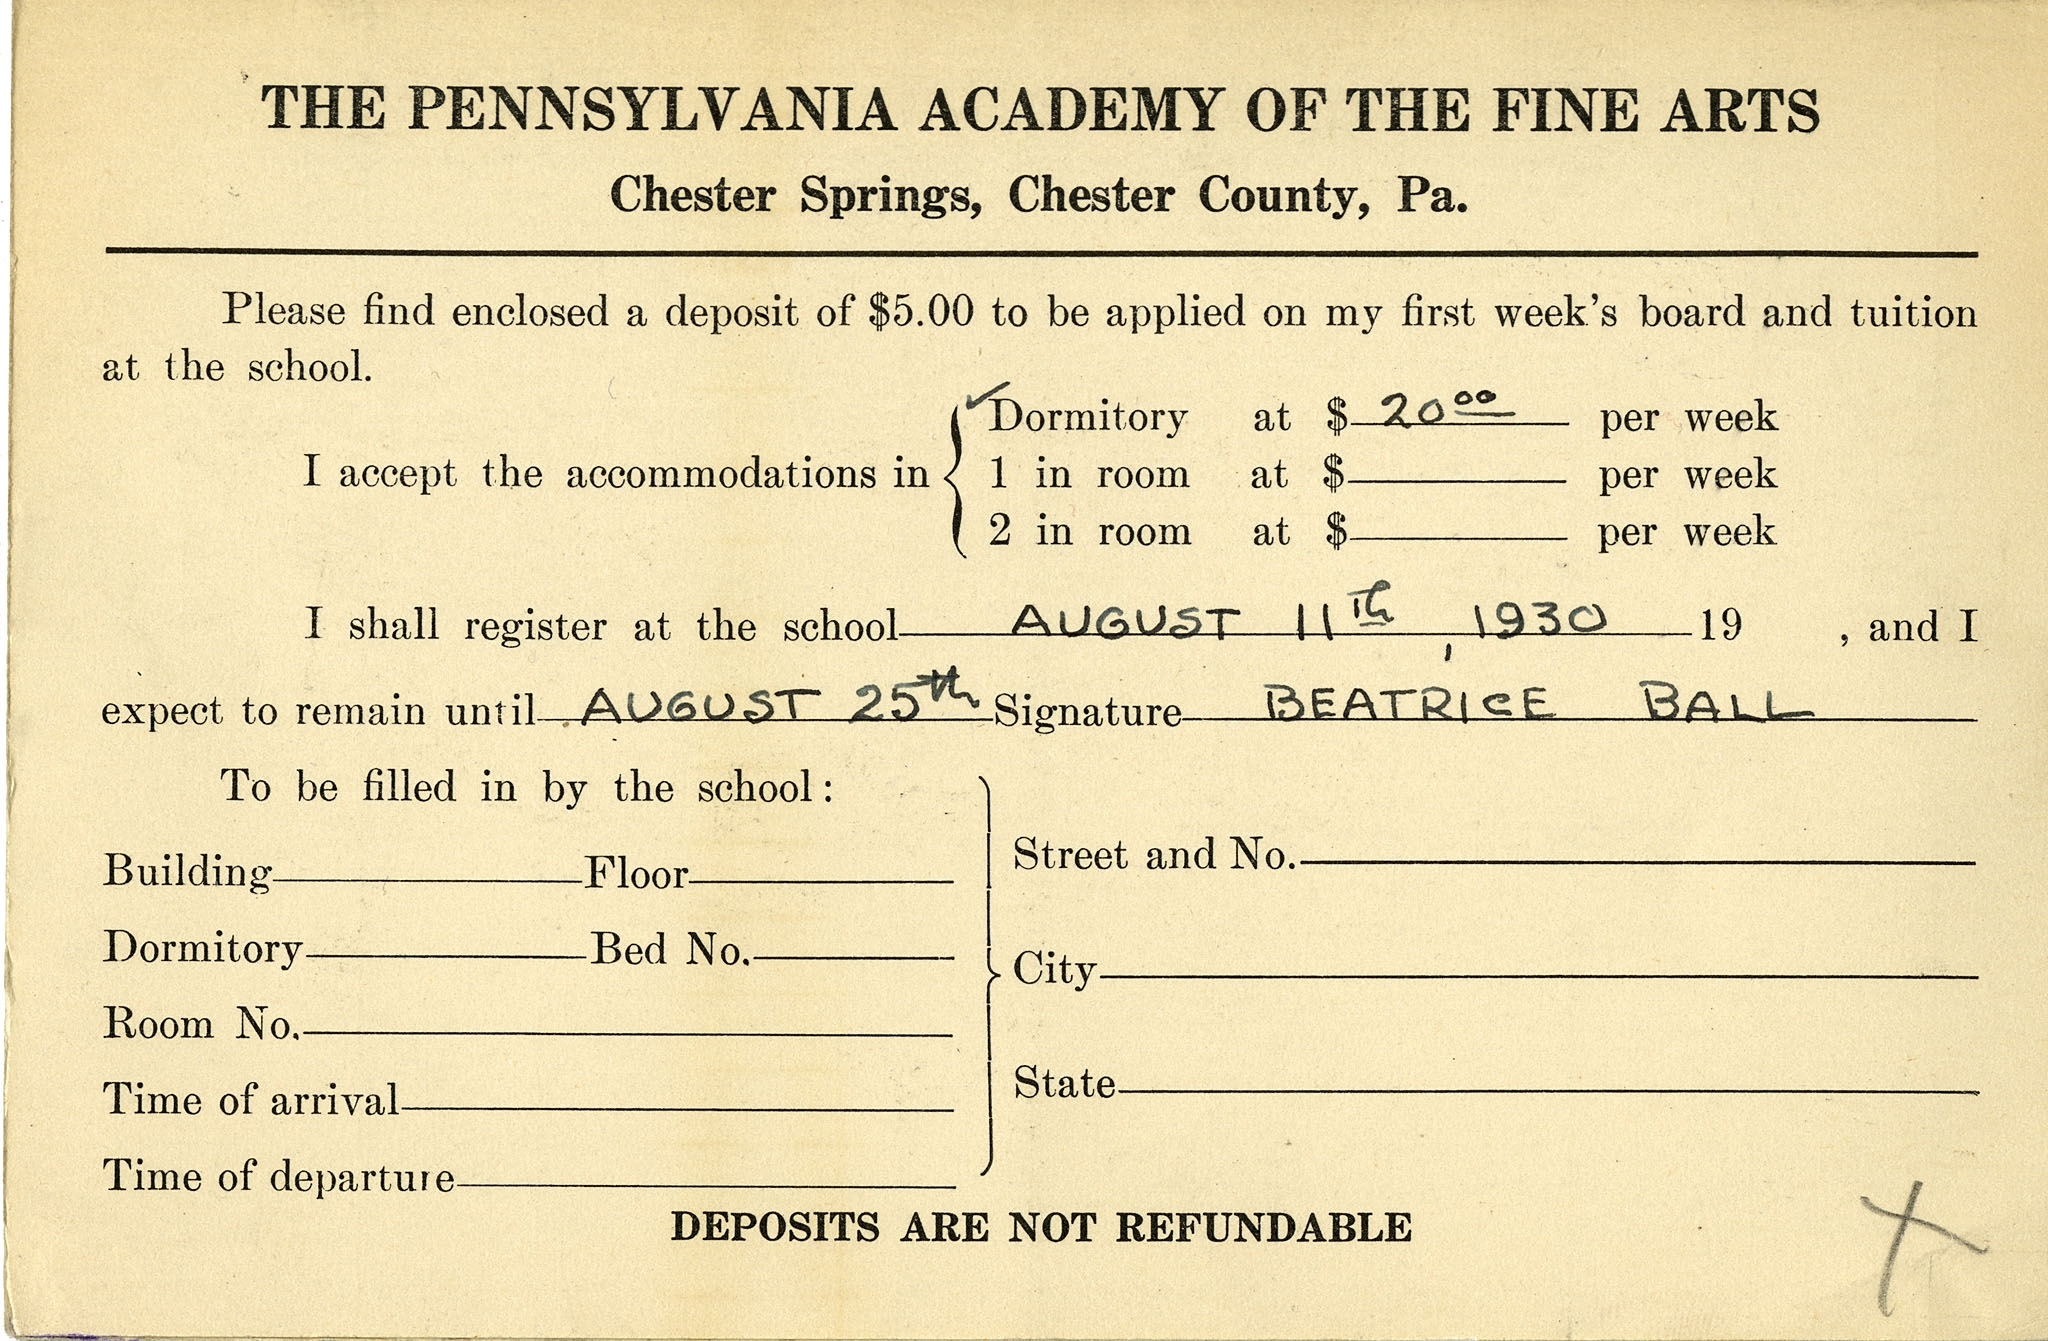 THE PENNSYLVANIA ACADEMY OF THE FINE ARTS
Chester Springs, Chester County, Pa.
Please find enclosed a deposit of $5.00 to be applied on my first week's board and tuition
at the school.
✓ Dormitory at $ 20⁰⁰ per week
I accept the accommodations in { 1 in room at $ per week
2 in room at $ per week
I shall register at the school AUGUST 11th, 1930 19 , and I
expect to remain until AUGUST 25th Signature BEATRICE BALL
To be filled in by the school:
Building Floor
Dormitory Bed No.
Room No.
Time of arrival
Time of departure
Street and No.
City
State
DEPOSITS ARE NOT REFUNDABLE
X